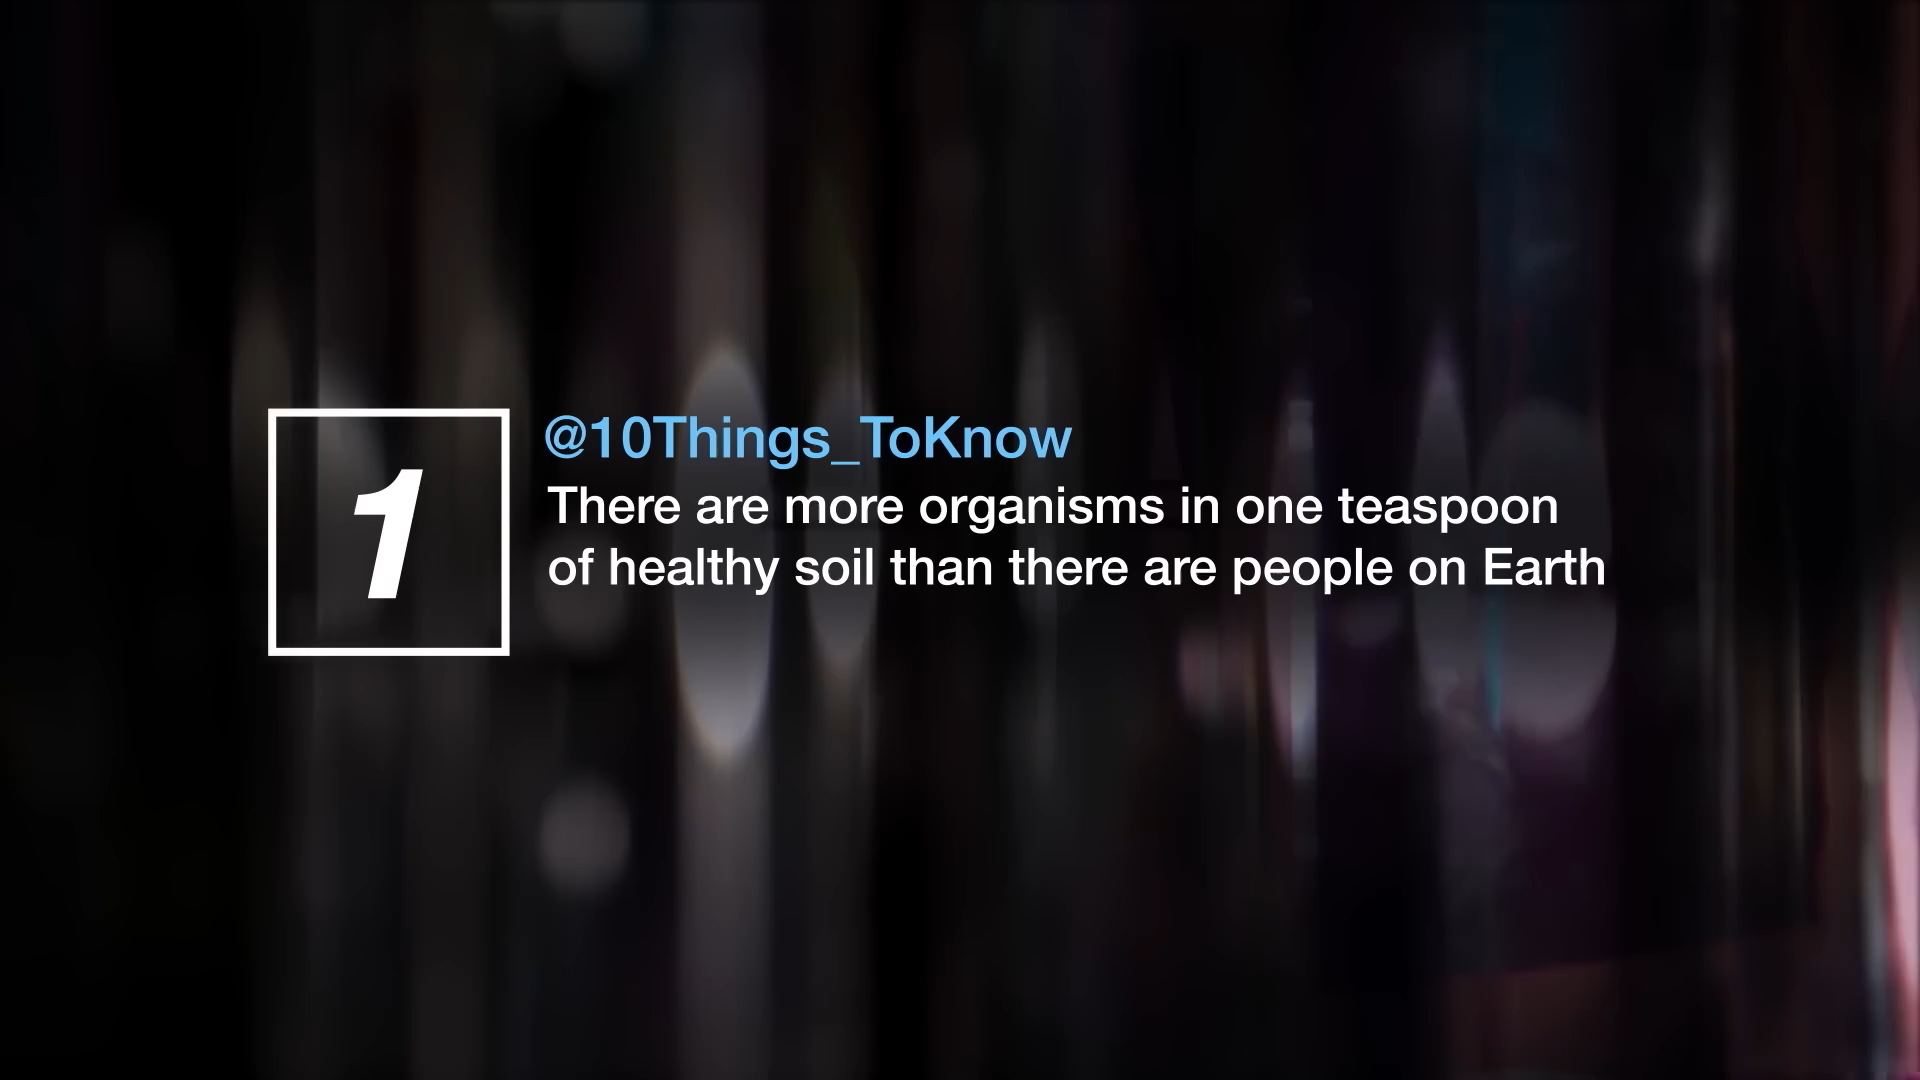 1
@10Things_ToKnow
There are more organisms in one teaspoon
of healthy soil than there are people on Earth